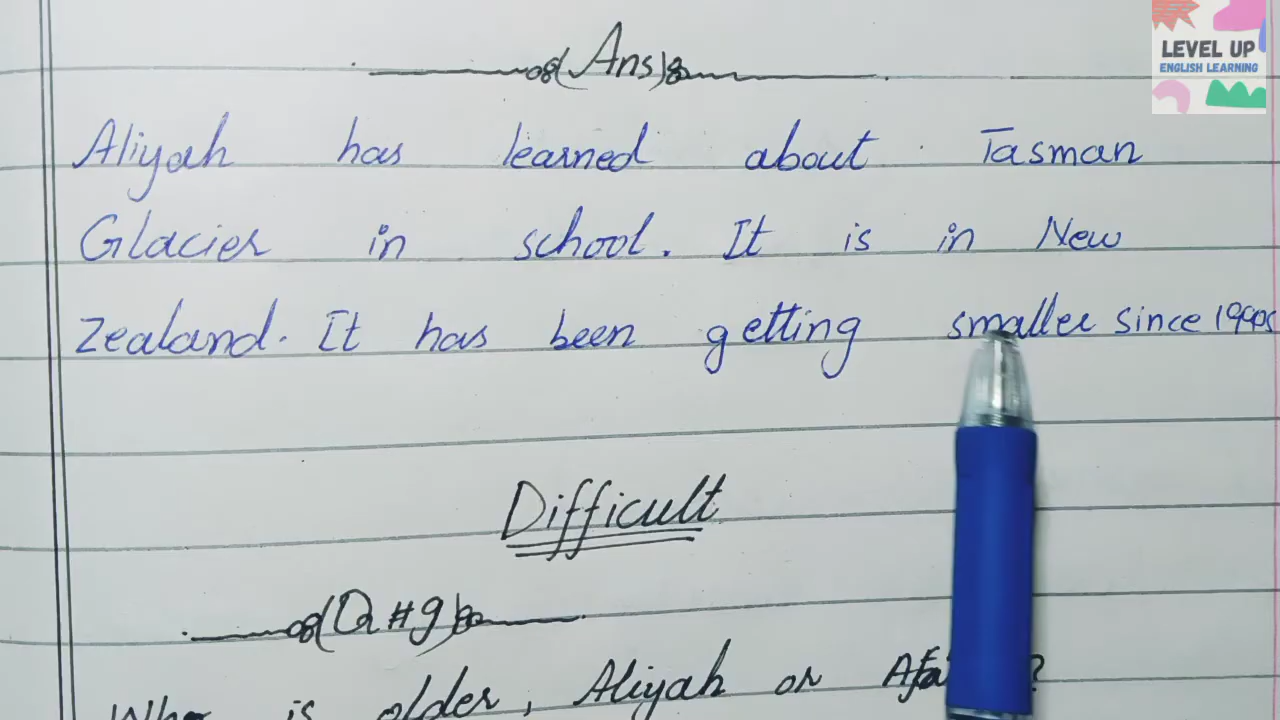 LEVEL UP
ENGLISH LEARNING
(Ans)
Aliyah has learned about Tasman
Glacier in school. It is in New
Zealand. It has been getting smaller since 1990s
Difficult
(Q#9)
Who is older, Aliyah or ?